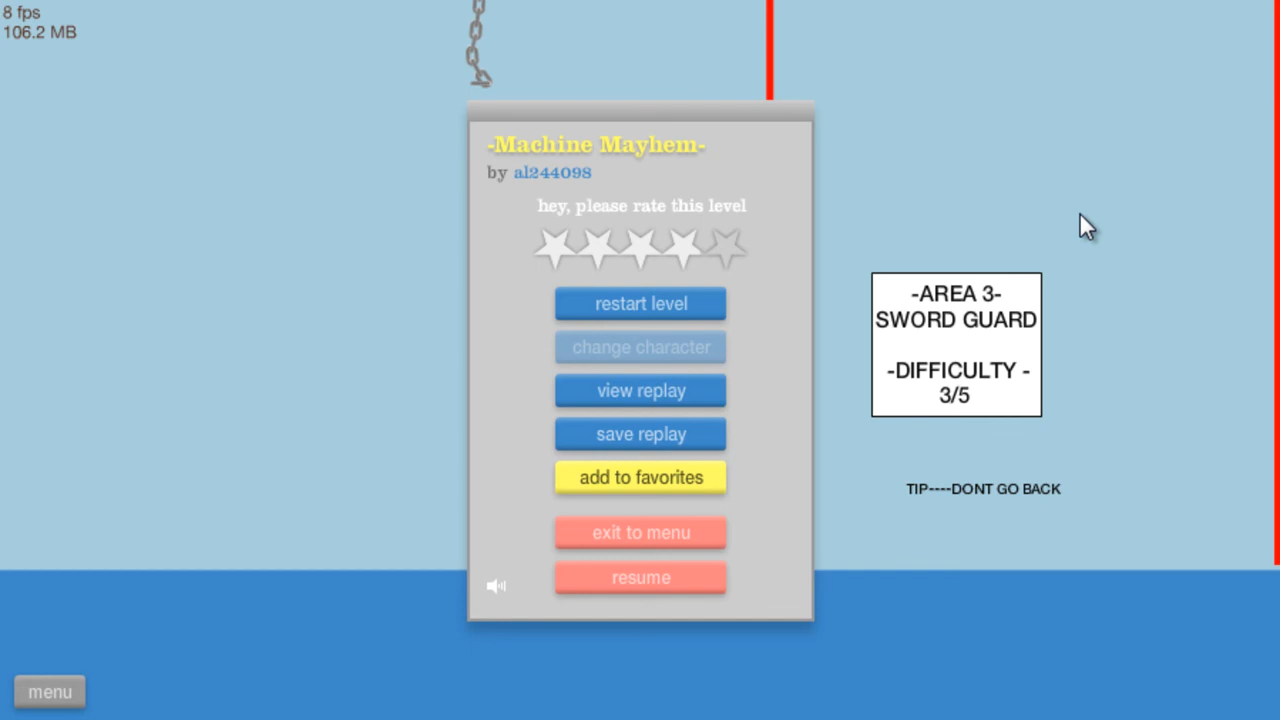 8 fps
106.2 MB
-Machine Mayhem-
by al244098
hey, please rate this level
restart level
change character
view replay
save replay
add to favorites
exit to menu
resume
-AREA 3-
SWORD GUARD
-DIFFICULTY -
3/5
TIP----DONT GO BACK
menu